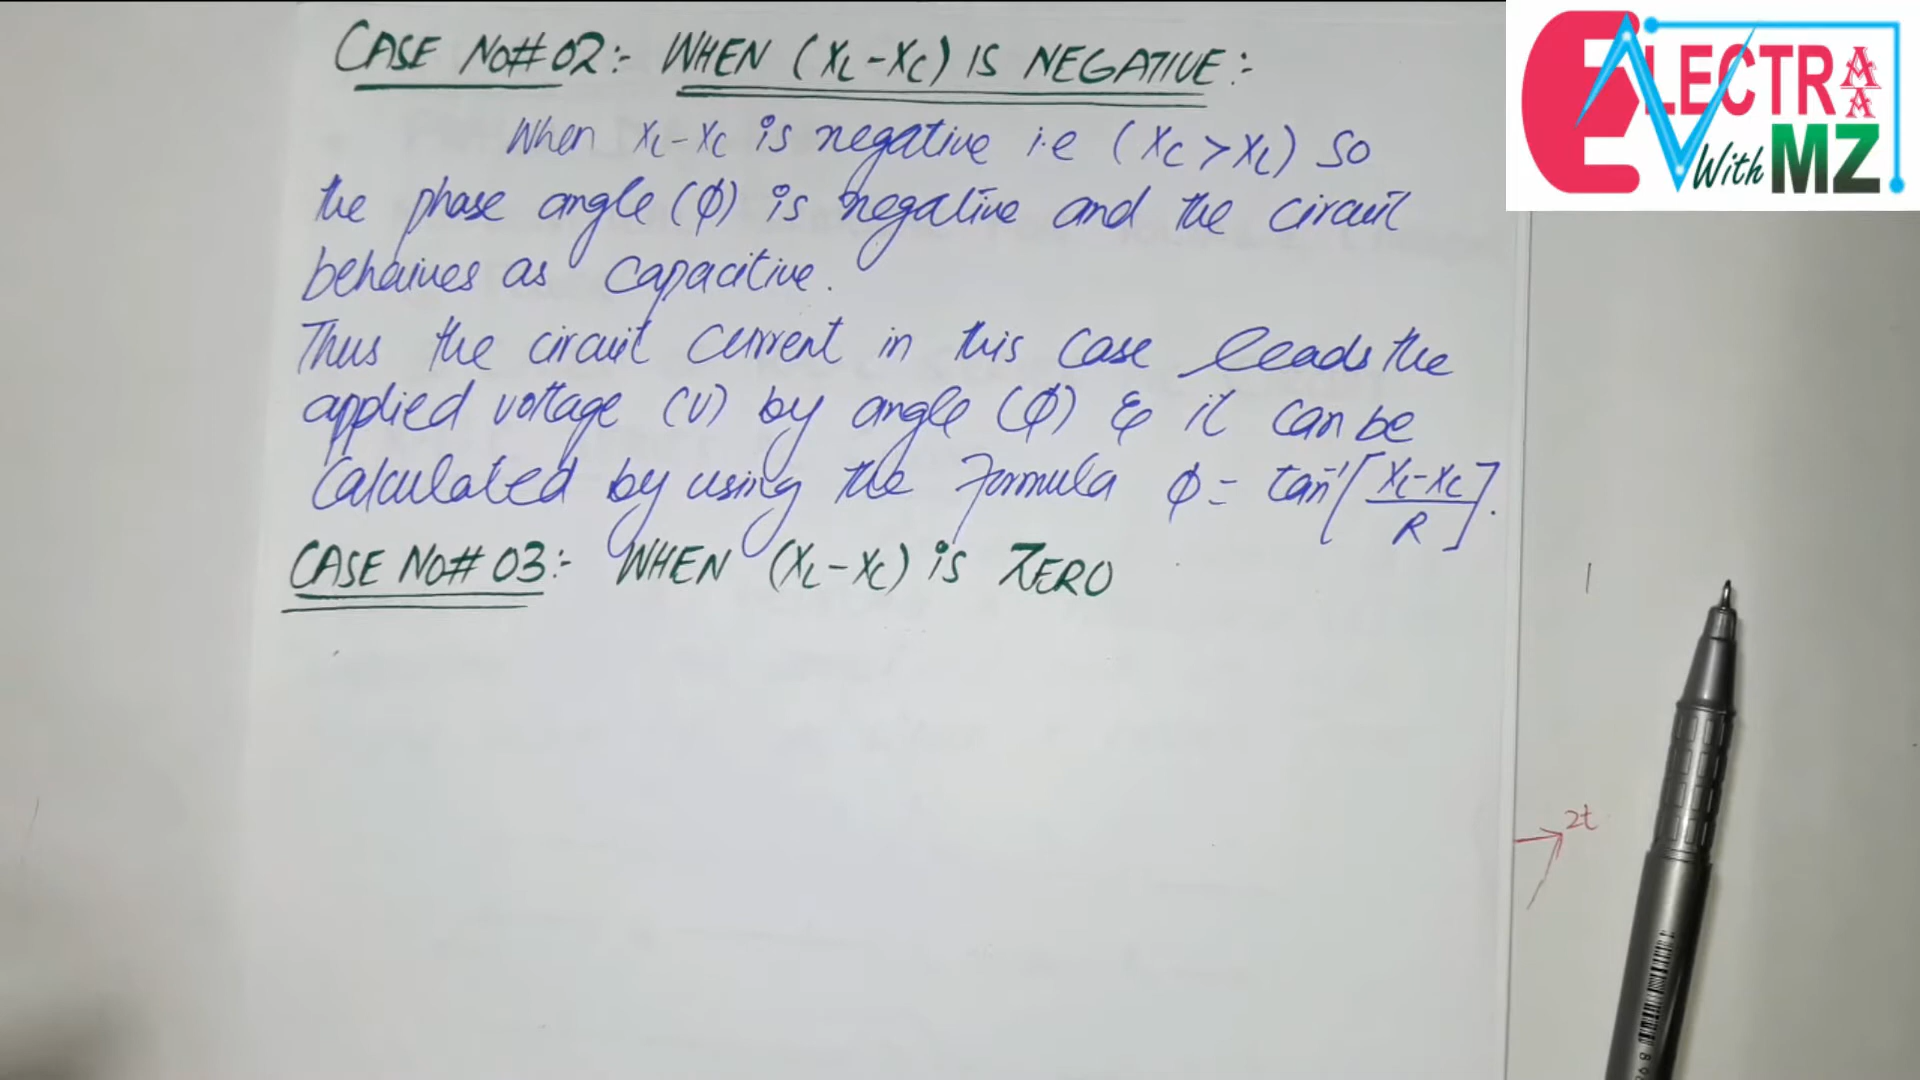 CASE NO# 02:- WHEN (XL-XC) IS NEGATIVE:-
When XL-XC is negative i.e (XC > XL) So
the phase angle (ϕ) is negative and the circuit
behaives as capacitive.
Thus the circuit current in this case leads the
applied voltage (V) by angle (ϕ) & it can be
Calculated by using the Formula ϕ = tan⁻¹[XL-XC/R].
CASE NO# 03:- WHEN (XL-XC) is ZERO
ELECTRAAA
With MZ
2t